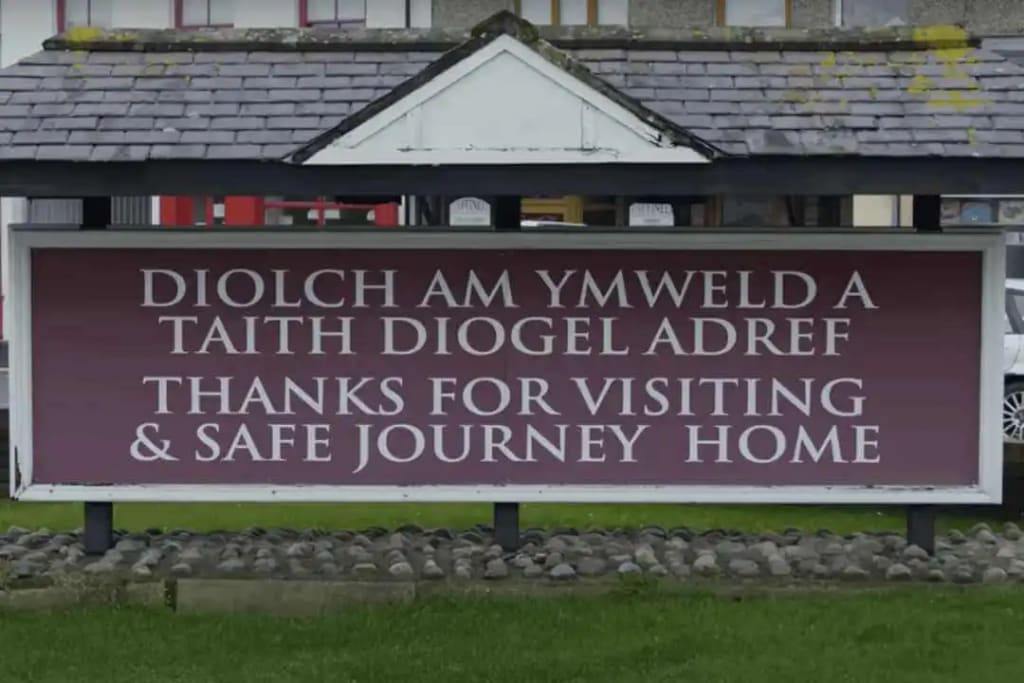 DIOLCH AM YMWELD A
TAITH DIOGEL ADREF
THANKS FOR VISITING
& SAFE JOURNEY HOME